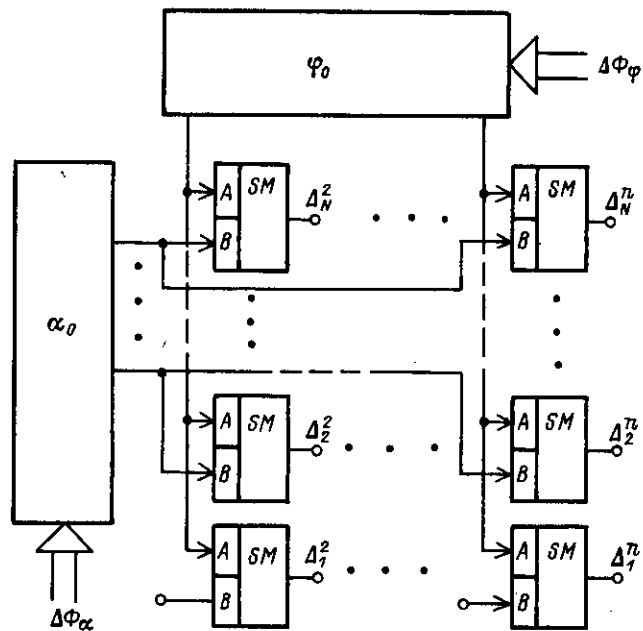 φ₀
ΔΦ_φ
A SM Δ_N^2
B
A SM Δ_N^n
B
α₀
A SM Δ_2^2
B
A SM Δ_2^n
B
A SM Δ_1^2
B
A SM Δ_1^n
B
ΔΦ_α